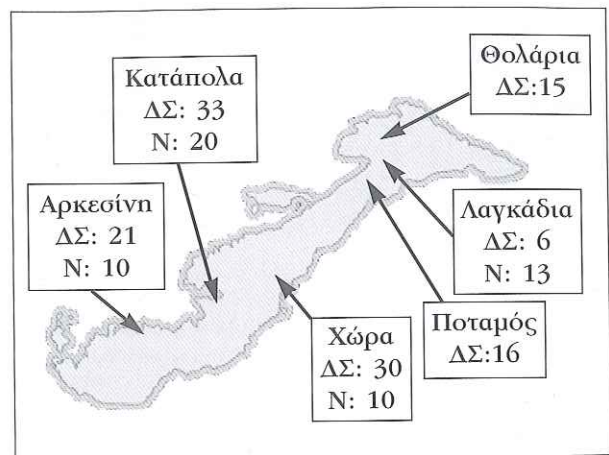 Θολάρια
ΔΣ:15
Κατάπολα
ΔΣ: 33
Ν: 20
Αρκεσίνη
ΔΣ: 21
Ν: 10
Λαγκάδια
ΔΣ: 6
Ν: 13
Χώρα
ΔΣ: 30
Ν: 10
Ποταμός
ΔΣ:16